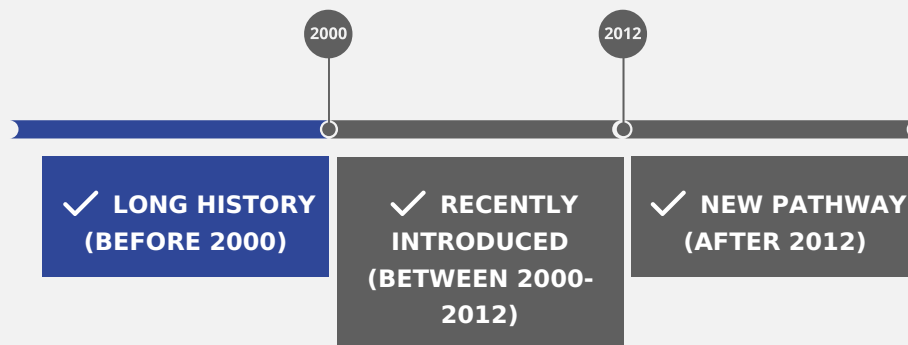 2000
2012
LONG HISTORY
(BEFORE 2000)
RECENTLY
INTRODUCED
(BETWEEN 2000-
2012)
NEW PATHWAY
(AFTER 2012)